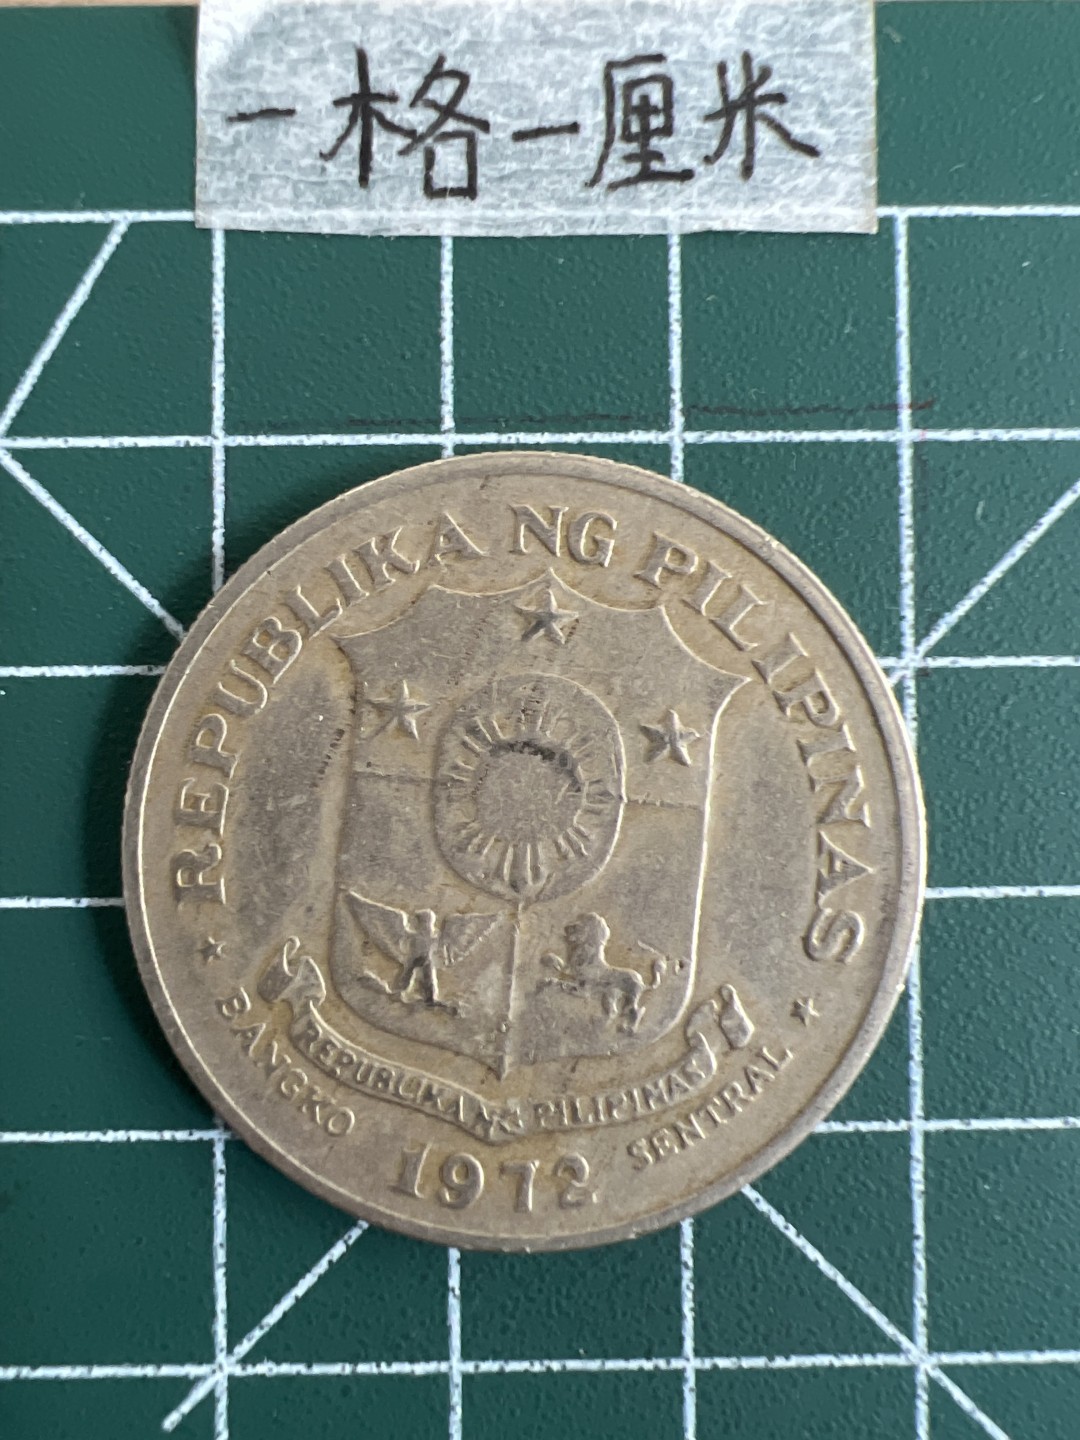 一格一厘米
REPUBLIKA NG PILIPINAS
REPUBLIKA NG PILIPINAS
BANGKO SENTRAL
1972